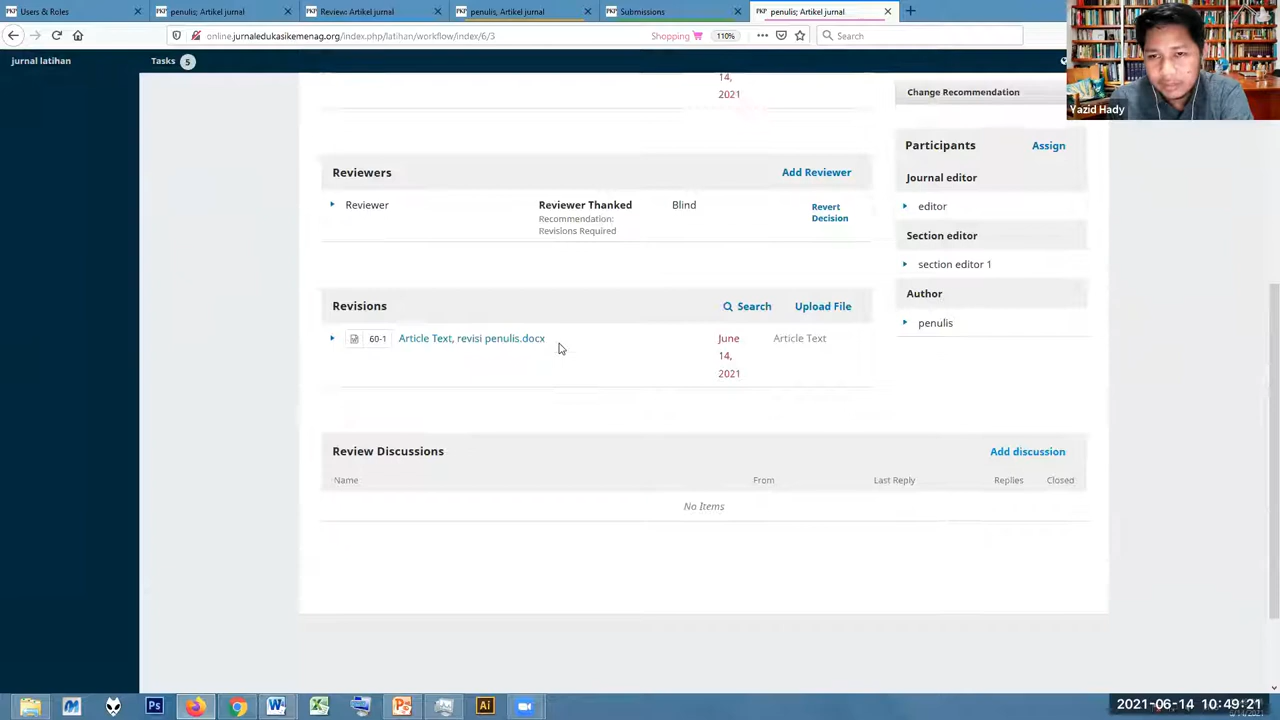 Users & Roles
penulis; Artikel jurnal
Review: Artikel jurnal
penulis, Artikel jurnal
Submissions
penulis; Artikel jurnal
online.jurnaledukasikemenag.org/index.php/latihan/workflow/index/6/3
Shopping
110%
Search
jurnal latihan
Tasks 5
Yazid Hady
14,
2021
Change Recommendation
Participants Assign
Journal editor
editor
Section editor
section editor 1
Author
penulis
Reviewers Add Reviewer
Reviewer
Reviewer Thanked
Recommendation:
Revisions Required
Blind
Revert
Decision
Revisions Search Upload File
60-1 Article Text, revisi penulis.docx
June
14,
2021
Article Text
Review Discussions Add discussion
Name From Last Reply Replies Closed
No Items
2021-06-14 10:49:21